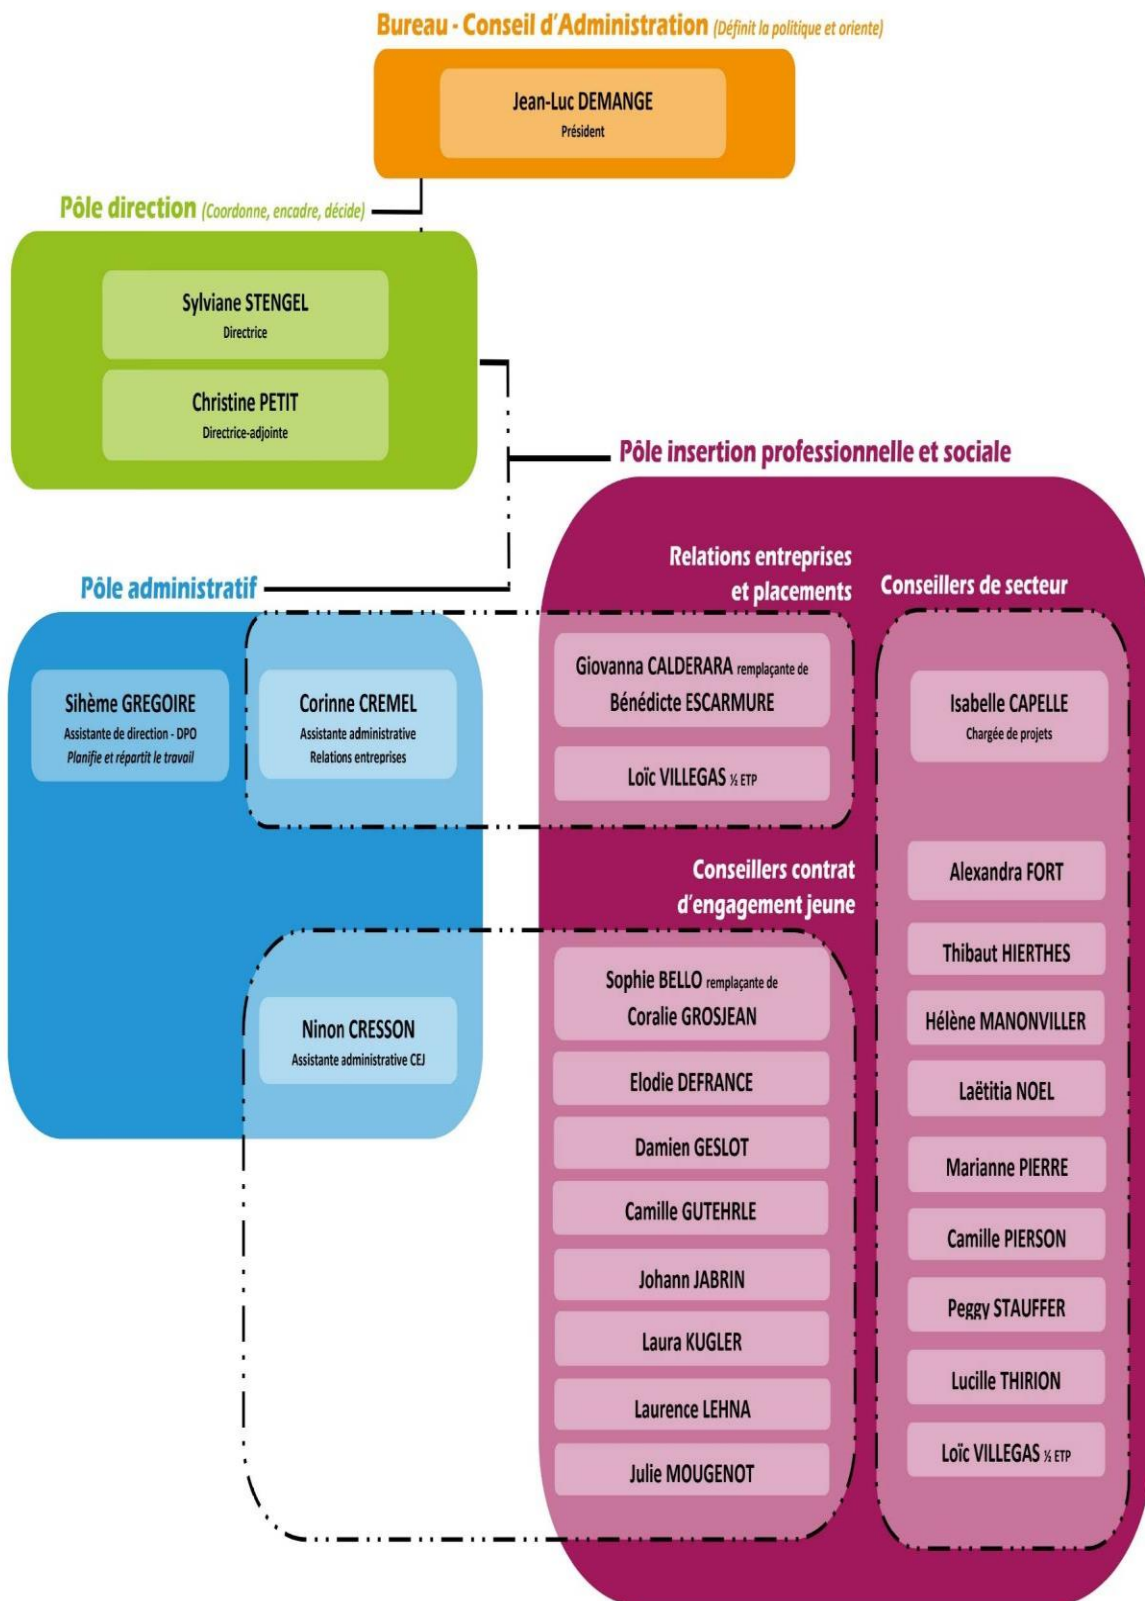 Bureau - Conseil d'Administration (Définit la politique et oriente)
Jean-Luc DEMANGE
Président
Pôle direction (Coordonne, encadre, décide)
Sylviane STENGEL
Directrice
Christine PETIT
Directrice-adjointe
Pôle insertion professionnelle et sociale
Pôle administratif
Sihème GREGOIRE
Assistante de direction - DPO
Planifie et répartit le travail
Corinne CREMEL
Assistante administrative
Relations entreprises
Ninon CRESSON
Assistante administrative CEJ
Relations entreprises
et placements
Giovanna CALDERARA remplaçante de
Bénédicte ESCARMURE
Loïc VILLEGAS ½ ETP
Conseillers contrat
d'engagement jeune
Sophie BELLO remplaçante de
Coralie GROSJEAN
Elodie DEFRANCE
Damien GESLOT
Camille GUTEHRLE
Johann JABRIN
Laura KUGLER
Laurence LEHNA
Julie MOUGENOT
Conseillers de secteur
Isabelle CAPELLE
Chargée de projets
Alexandra FORT
Thibaut HIERTHES
Hélène MANONVILLER
Laëtitia NOEL
Marianne PIERRE
Camille PIERSON
Peggy STAUFFER
Lucille THIRION
Loïc VILLEGAS ½ ETP